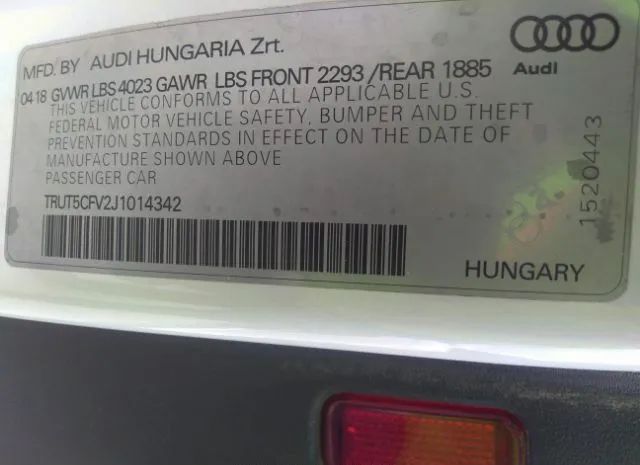 MFD. BY AUDI HUNGARIA Zrt.
Audi
0418 GVWR LBS 4023 GAWR LBS FRONT 2293 /REAR 1885
THIS VEHICLE CONFORMS TO ALL APPLICABLE U.S.
FEDERAL MOTOR VEHICLE SAFETY, BUMPER AND THEFT
PREVENTION STANDARDS IN EFFECT ON THE DATE OF
MANUFACTURE SHOWN ABOVE
PASSENGER CAR
TRUT5CFV2J1014342
1520443
HUNGARY